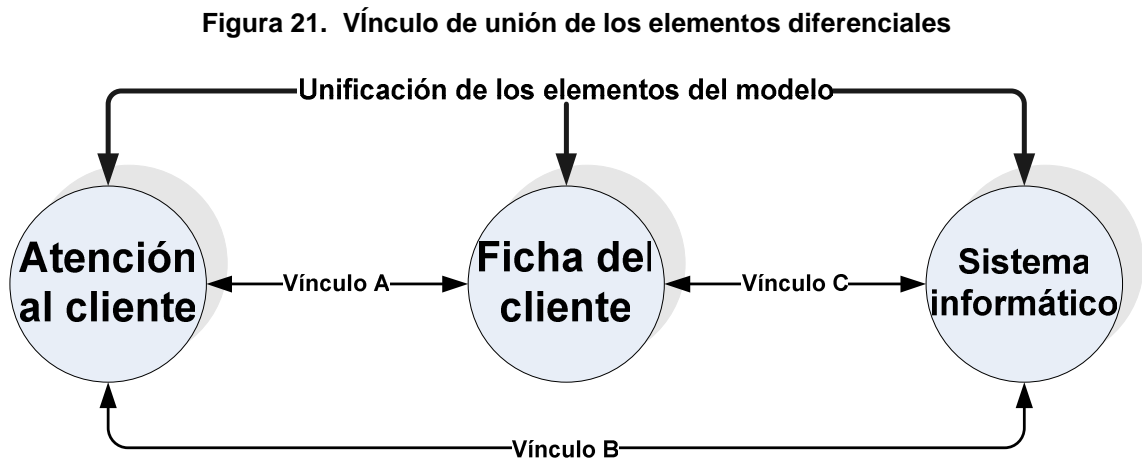 Figura 21. VÍnculo de unión de los elementos diferenciales
Unificación de los elementos del modelo
Atención
al cliente
Vínculo A
Ficha del
cliente
Vínculo C
Sistema
informático
Vínculo B